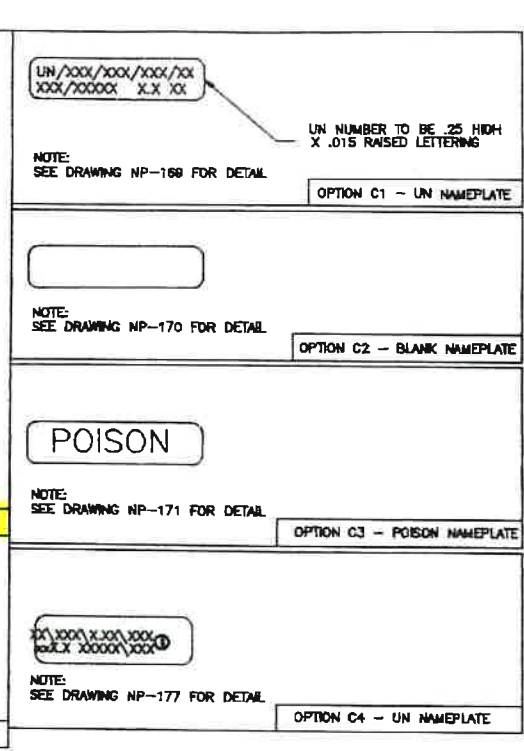 UN/XXX/XXX/XXX/XX
XXX/XXXXX X.X XX
UN NUMBER TO BE .25 HIGH
X .015 RAISED LETTERING
NOTE:
SEE DRAWING NP-169 FOR DETAIL
OPTION C1 - UN NAMEPLATE
NOTE:
SEE DRAWING NP-170 FOR DETAIL
OPTION C2 - BLANK NAMEPLATE
POISON
NOTE:
SEE DRAWING NP-171 FOR DETAIL
OPTION C3 - POISON NAMEPLATE
NOTE:
SEE DRAWING NP-177 FOR DETAIL
OPTION C4 - UN NAMEPLATE